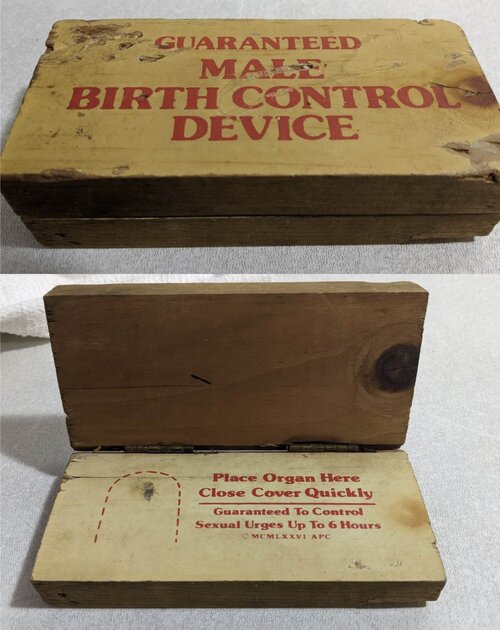 GUARANTEED
MALE
BIRTH CONTROL
DEVICE
Place Organ Here
Close Cover Quickly
Guaranteed To Control
Sexual Urges Up To 6 Hours
© MCMLXXVI APC